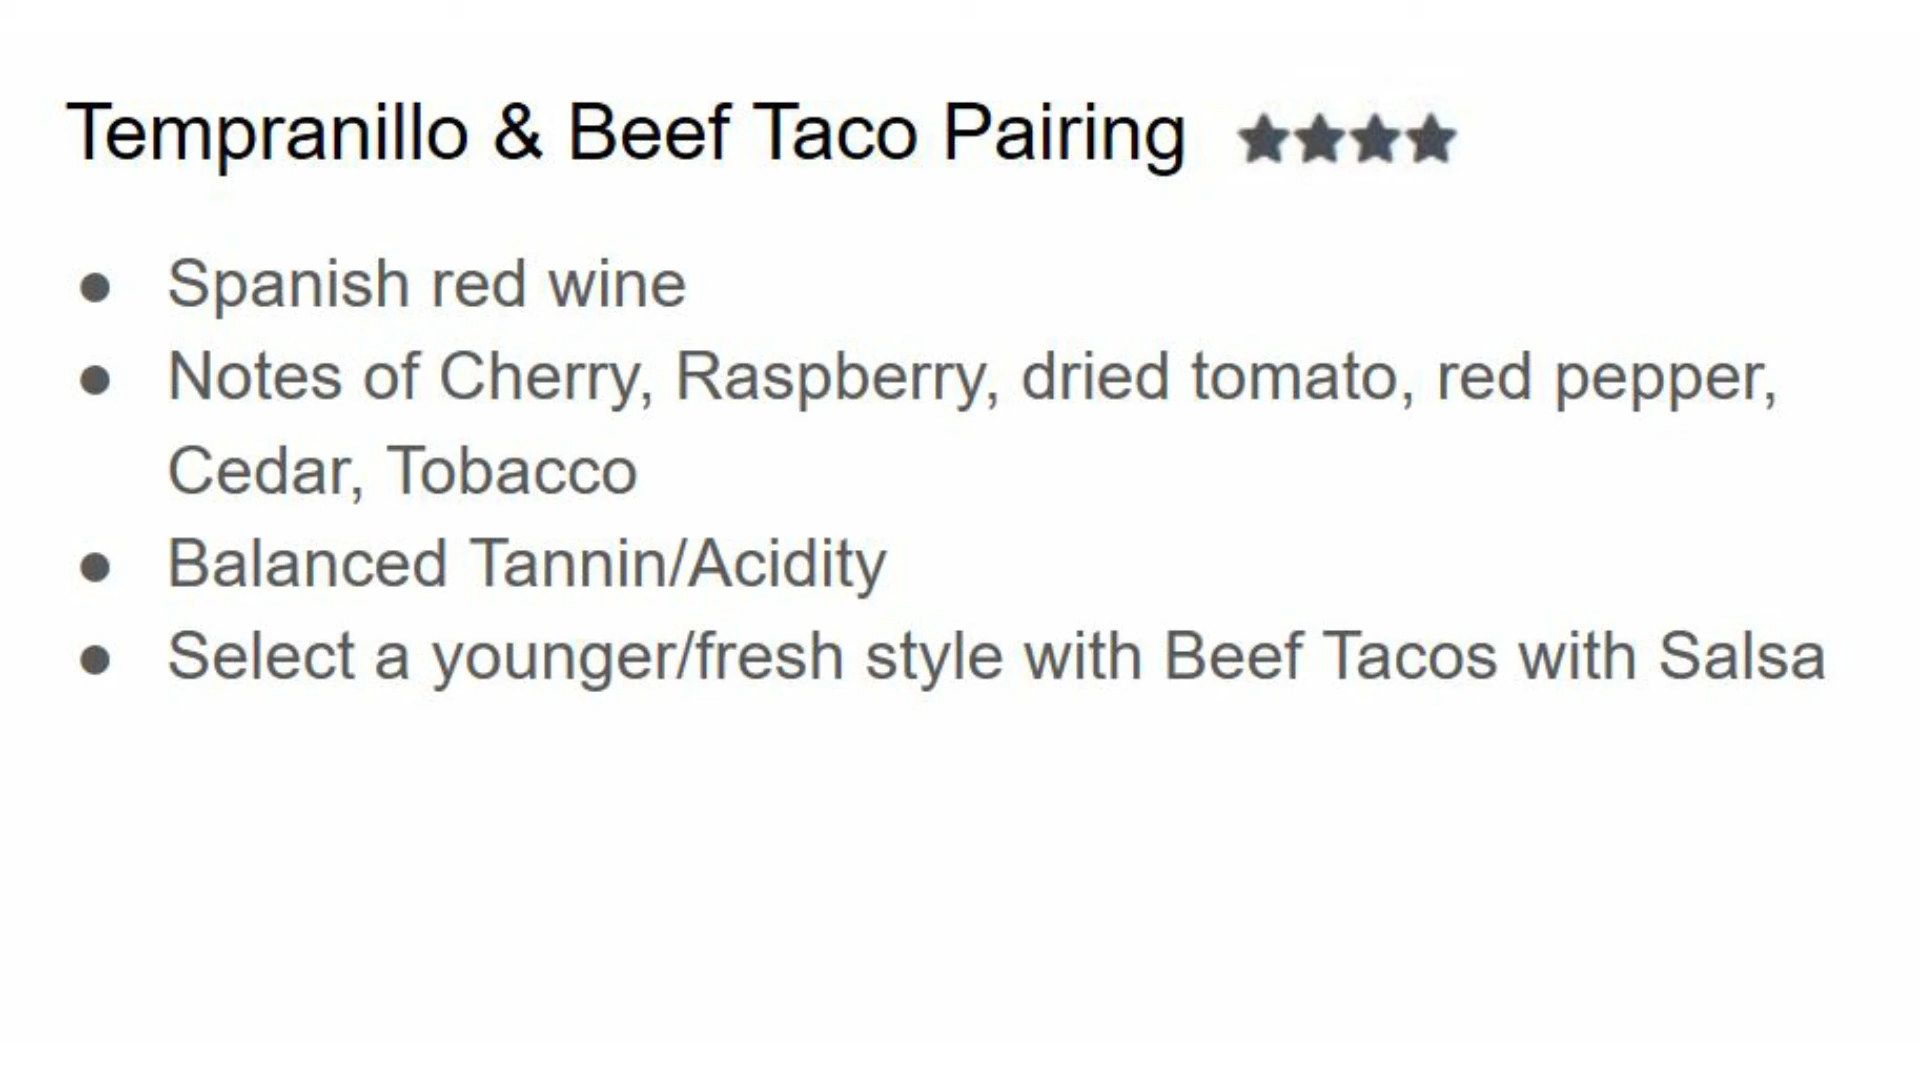 Tempranillo & Beef Taco Pairing ★★★★
● Spanish red wine
● Notes of Cherry, Raspberry, dried tomato, red pepper,
Cedar, Tobacco
● Balanced Tannin/Acidity
● Select a younger/fresh style with Beef Tacos with Salsa